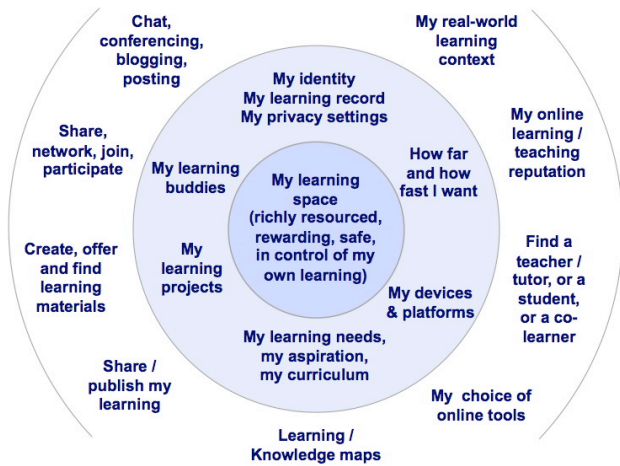 Chat,
conferencing,
blogging,
posting
My real-world
learning
context
My identity
My learning record
My privacy settings
Share,
network, join,
participate
My learning
buddies
How far
and how
fast I want
My online
learning /
teaching
reputation
My learning
space
(richly resourced,
rewarding, safe,
in control of my
own learning)
Create, offer
and find
learning
materials
My
learning
projects
My devices
& platforms
Find a
teacher /
tutor, or a
student,
or a co-
learner
My learning needs,
my aspiration,
my curriculum
Share /
publish my
learning
My choice of
online tools
Learning /
Knowledge maps